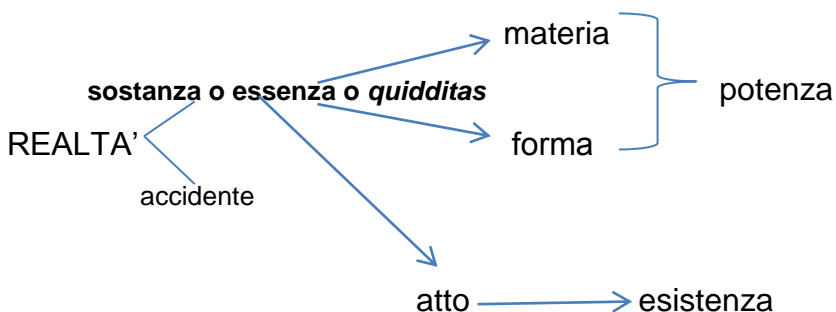 materia
sostanza o essenza o quidditas
potenza
REALTA’
forma
accidente
atto
esistenza